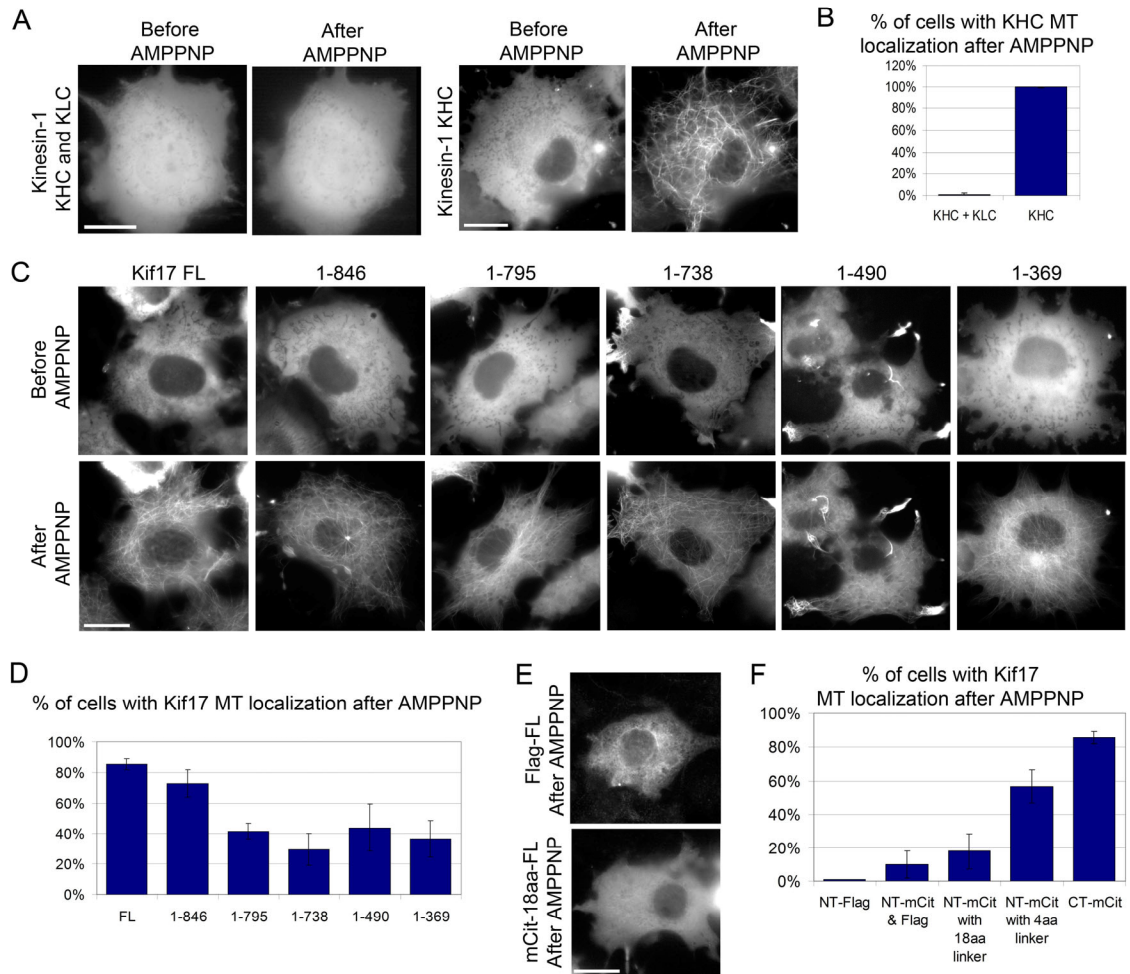 A
Before
AMPPNP
After
AMPPNP
Before
AMPPNP
After
AMPPNP
Kinesin-1
KHC and KLC
Kinesin-1 KHC
B
% of cells with KHC MT
localization after AMPPNP
120%
100%
80%
60%
40%
20%
0%
KHC + KLC
KHC
C
Kif17 FL
1-846
1-795
1-738
1-490
1-369
Before
AMPPNP
After
AMPPNP
D
% of cells with Kif17 MT localization after AMPPNP
100%
80%
60%
40%
20%
0%
FL
1-846
1-795
1-738
1-490
1-369
E
Flag-FL
After AMPPNP
mCit-18aa-FL
After AMPPNP
F
% of cells with Kif17
MT localization after AMPPNP
100%
80%
60%
40%
20%
0%
NT-Flag
NT-mCit
& Flag
NT-mCit
with
18aa
linker
NT-mCit
with 4aa
linker
CT-mCit